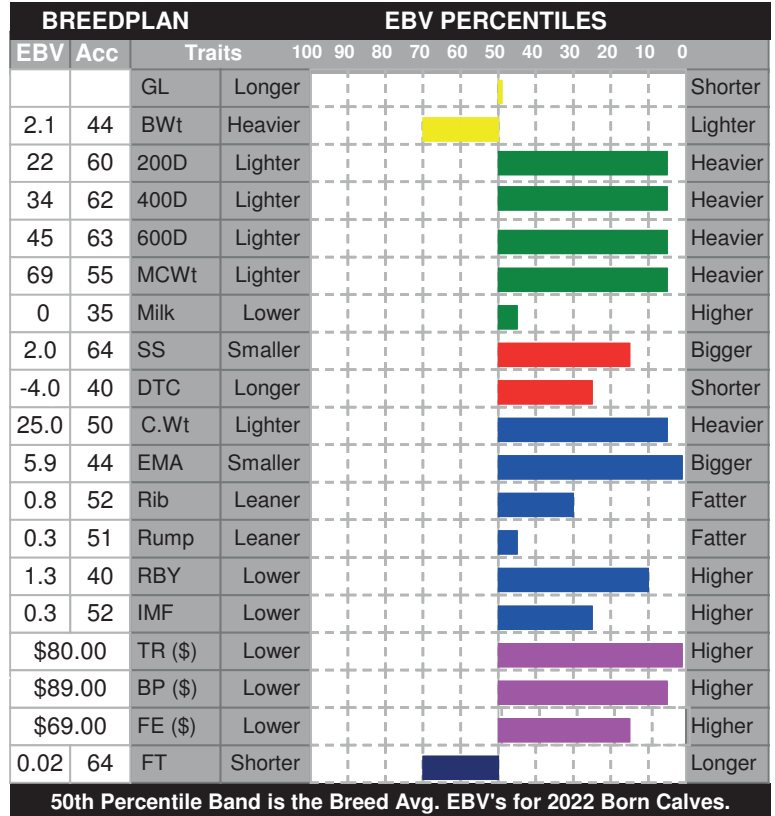 BREEDPLAN EBV PERCENTILES
EBV Acc Traits 100 90 80 70 60 50 40 30 20 10 0
GL Longer Shorter
2.1 44 BWt Heavier Lighter
22 60 200D Lighter Heavier
34 62 400D Lighter Heavier
45 63 600D Lighter Heavier
69 55 MCWt Lighter Heavier
0 35 Milk Lower Higher
2.0 64 SS Smaller Bigger
-4.0 40 DTC Longer Shorter
25.0 50 C.Wt Lighter Heavier
5.9 44 EMA Smaller Bigger
0.8 52 Rib Leaner Fatter
0.3 51 Rump Leaner Fatter
1.3 40 RBY Lower Higher
0.3 52 IMF Lower Higher
$80.00 TR ($) Lower Higher
$89.00 BP ($) Lower Higher
$69.00 FE ($) Lower Higher
0.02 64 FT Shorter Longer
50th Percentile Band is the Breed Avg. EBV's for 2022 Born Calves.